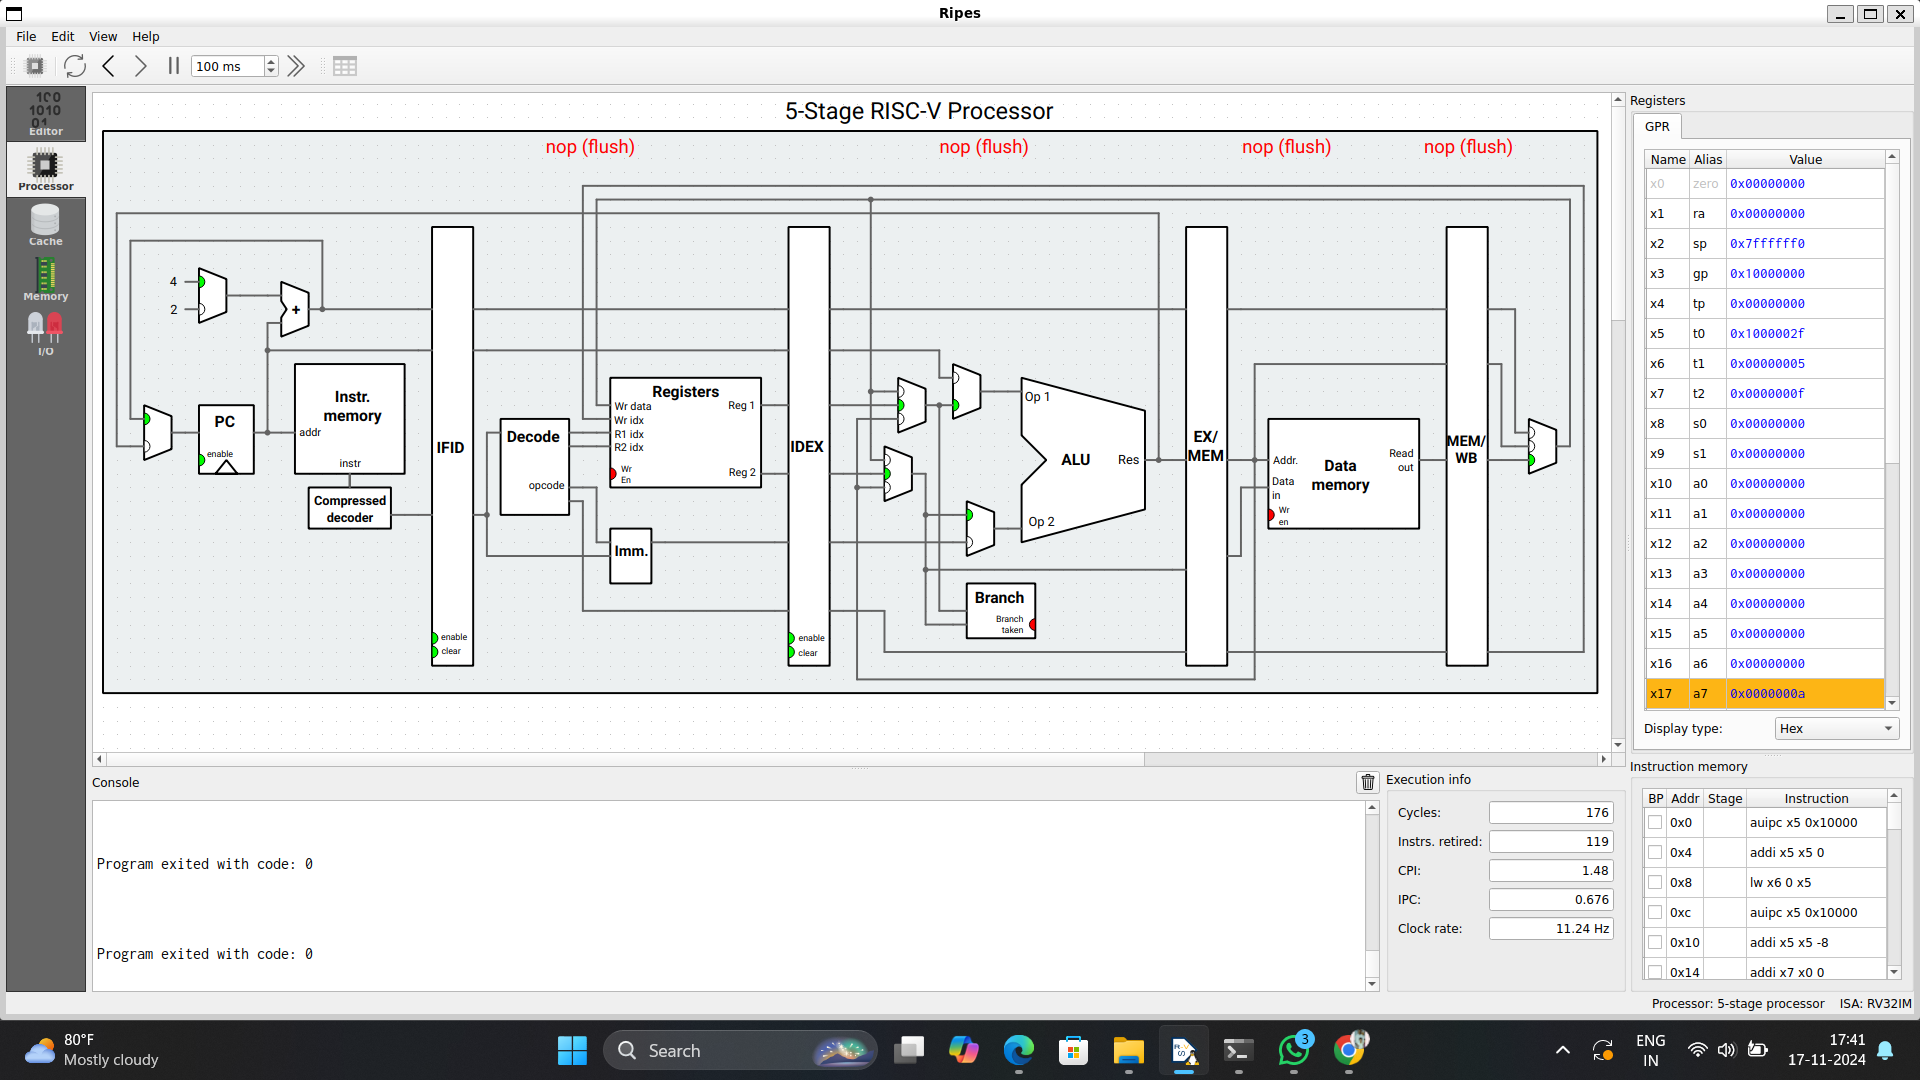 Ripes
File Edit View Help
100 ms
Editor
Processor
Cache
Memory
I/O
5-Stage RISC-V Processor
nop (flush) nop (flush) nop (flush) nop (flush)
4
2
+
PC
enable
Instr. memory
addr
instr
Compressed decoder
IFID
enable
clear
Decode
opcode
Registers
Wr data
Wr idx
R1 idx
R2 idx
Wr En
Reg 1
Reg 2
Imm.
IDEX
enable
clear
Op 1
ALU
Res
Op 2
Branch
Branch taken
EX/MEM
Addr.
Data in
Wr en
Data memory
Read out
MEM/WB
Registers
GPR
Name Alias Value
x0 zero 0x00000000
x1 ra 0x00000000
x2 sp 0x7ffffff0
x3 gp 0x10000000
x4 tp 0x00000000
x5 t0 0x1000002f
x6 t1 0x00000005
x7 t2 0x0000000f
x8 s0 0x00000000
x9 s1 0x00000000
x10 a0 0x00000000
x11 a1 0x00000000
x12 a2 0x00000000
x13 a3 0x00000000
x14 a4 0x00000000
x15 a5 0x00000000
x16 a6 0x00000000
x17 a7 0x0000000a
Display type: Hex
Console
Program exited with code: 0
Program exited with code: 0
Execution info
Cycles: 176
Instrs. retired: 119
CPI: 1.48
IPC: 0.676
Clock rate: 11.24 Hz
Instruction memory
BP Addr Stage Instruction
0x0 auipc x5 0x10000
0x4 addi x5 x5 0
0x8 lw x6 0 x5
0xc auipc x5 0x10000
0x10 addi x5 x5 -8
0x14 addi x7 x0 0
Processor: 5-stage processor ISA: RV32IM
80°F
Mostly cloudy
Search
3
ENG
IN
17:41
17-11-2024